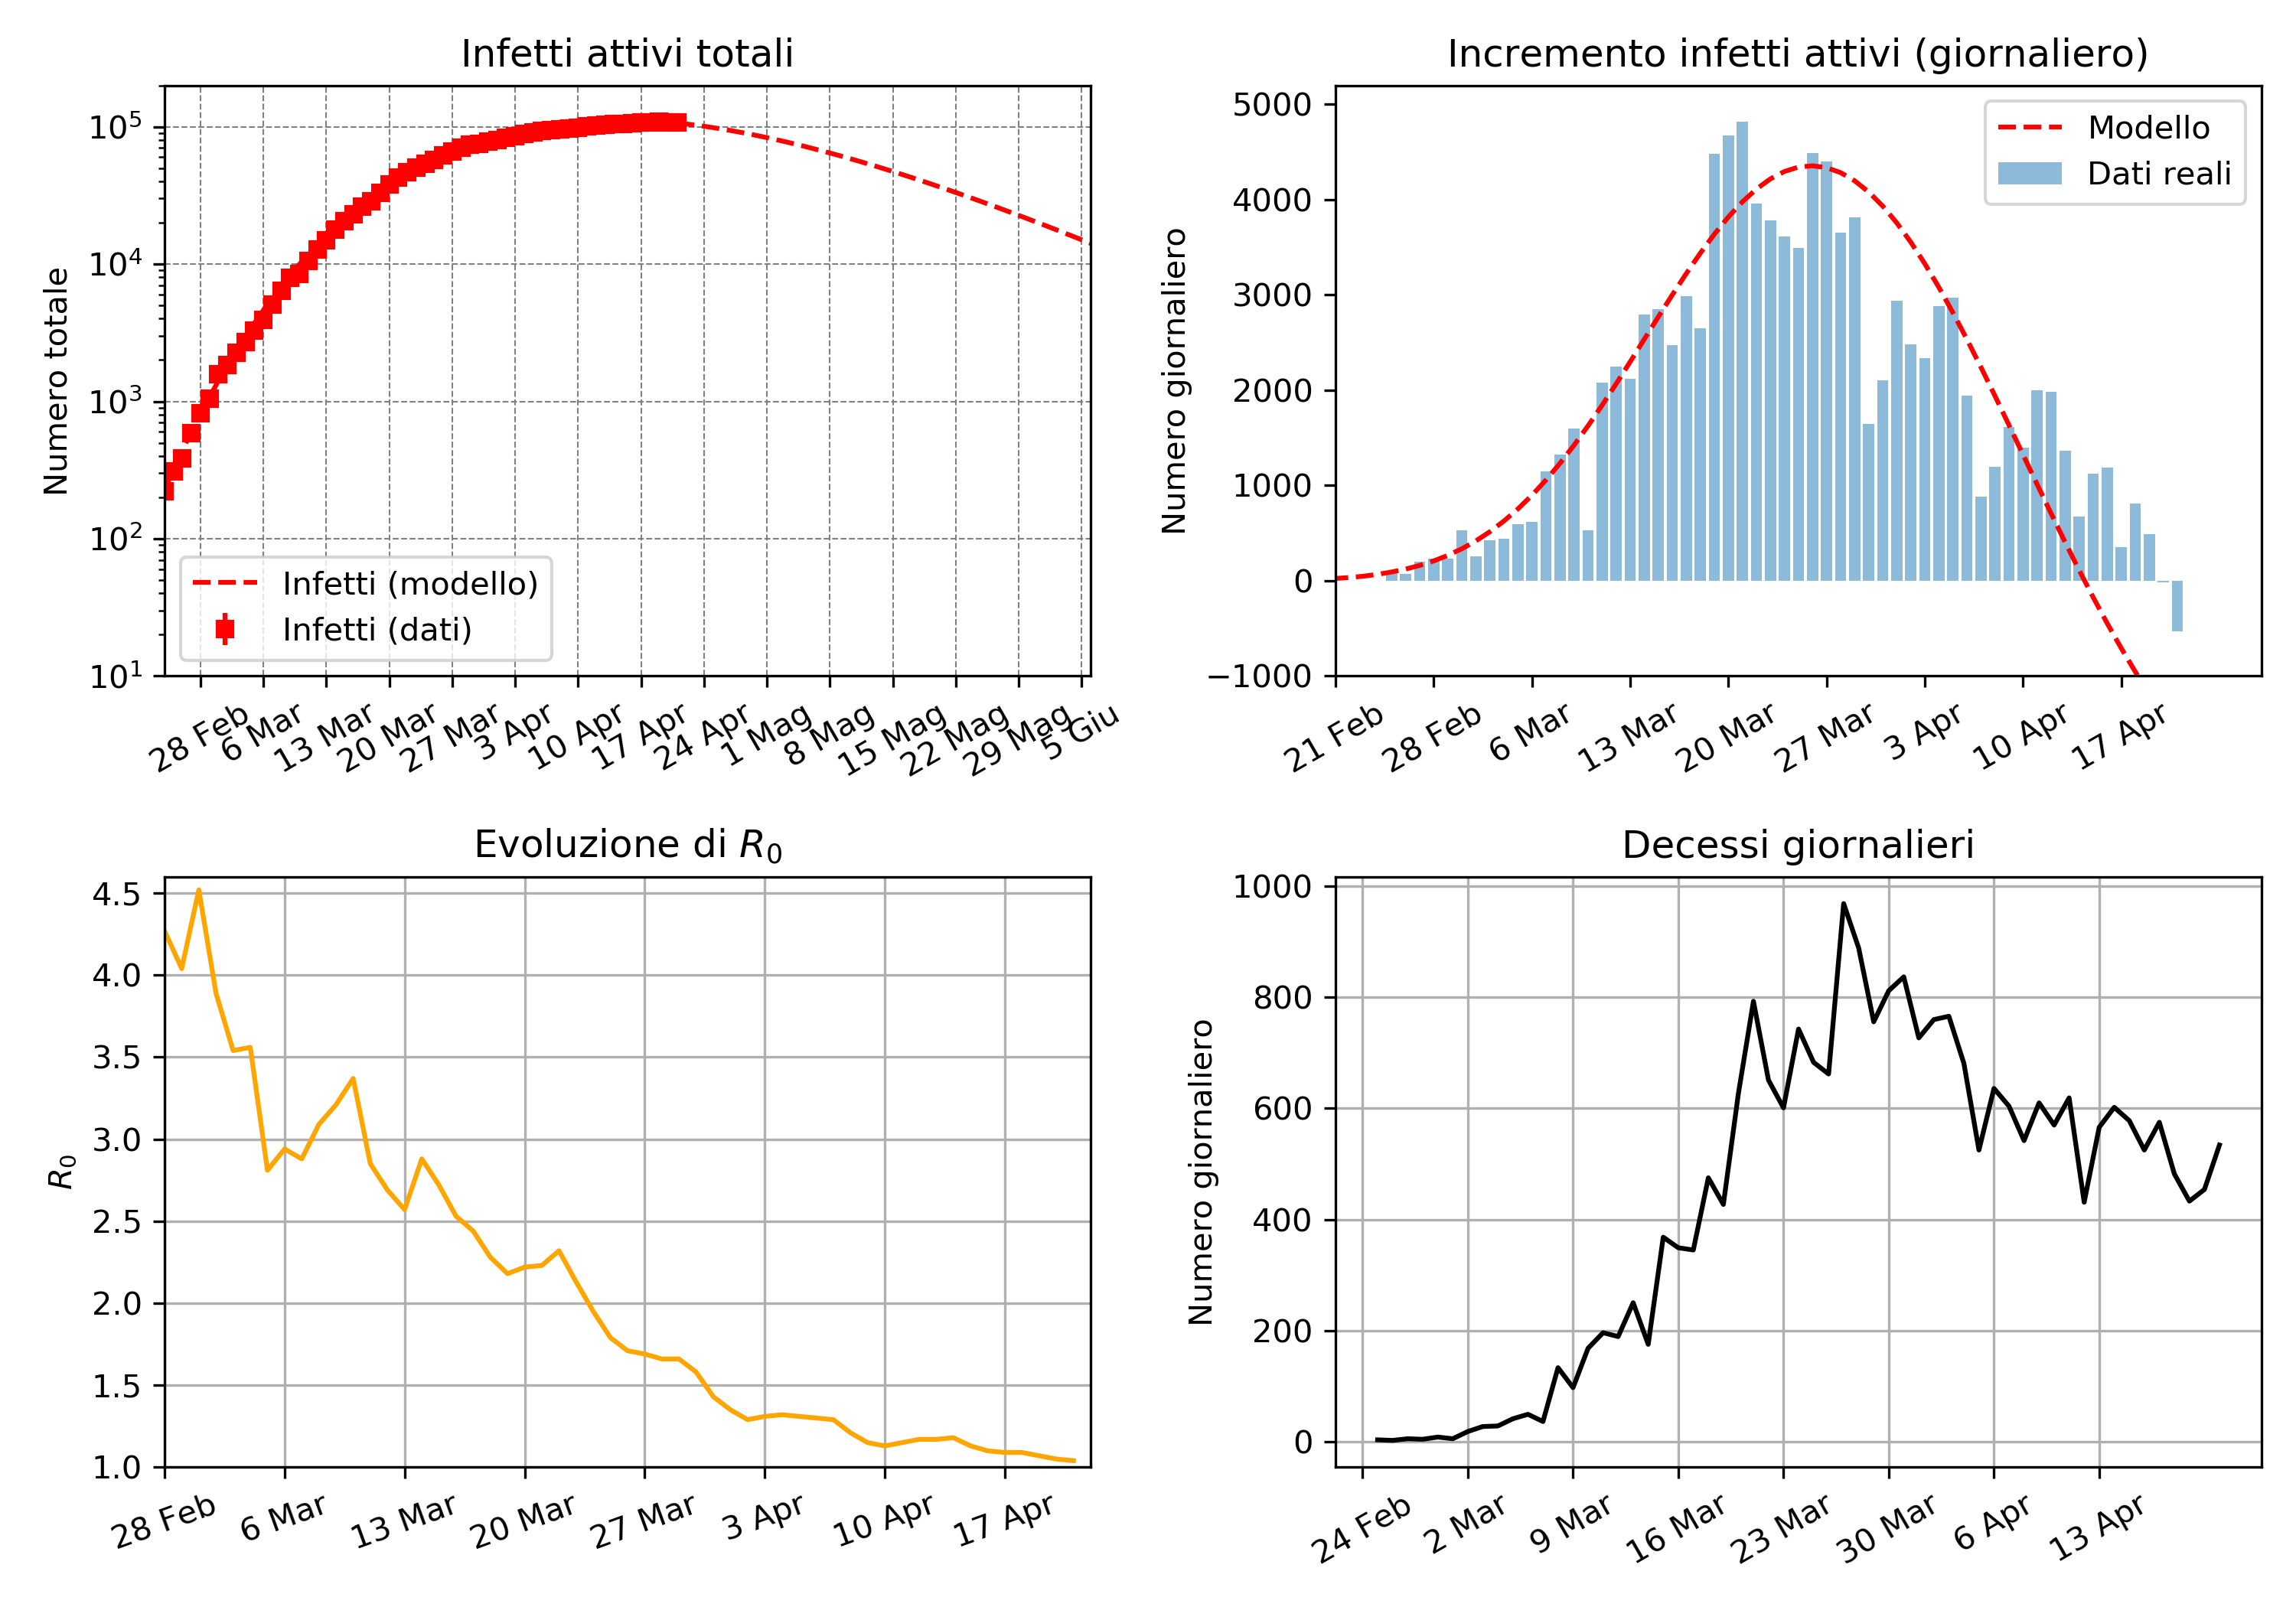 Infetti attivi totali
Numero totale
10^5
10^4
10^3
10^2
10^1
Infetti (modello)
Infetti (dati)
28 Feb
6 Mar
13 Mar
20 Mar
27 Mar
3 Apr
10 Apr
17 Apr
24 Apr
1 Mag
8 Mag
15 Mag
22 Mag
29 Mag
5 Giu
Incremento infetti attivi (giornaliero)
Numero giornaliero
5000
4000
3000
2000
1000
0
−1000
Modello
Dati reali
21 Feb
28 Feb
6 Mar
13 Mar
20 Mar
27 Mar
3 Apr
10 Apr
17 Apr
Evoluzione di R₀
R₀
4.5
4.0
3.5
3.0
2.5
2.0
1.5
1.0
28 Feb
6 Mar
13 Mar
20 Mar
27 Mar
3 Apr
10 Apr
17 Apr
Decessi giornalieri
Numero giornaliero
1000
800
600
400
200
0
24 Feb
2 Mar
9 Mar
16 Mar
23 Mar
30 Mar
6 Apr
13 Apr